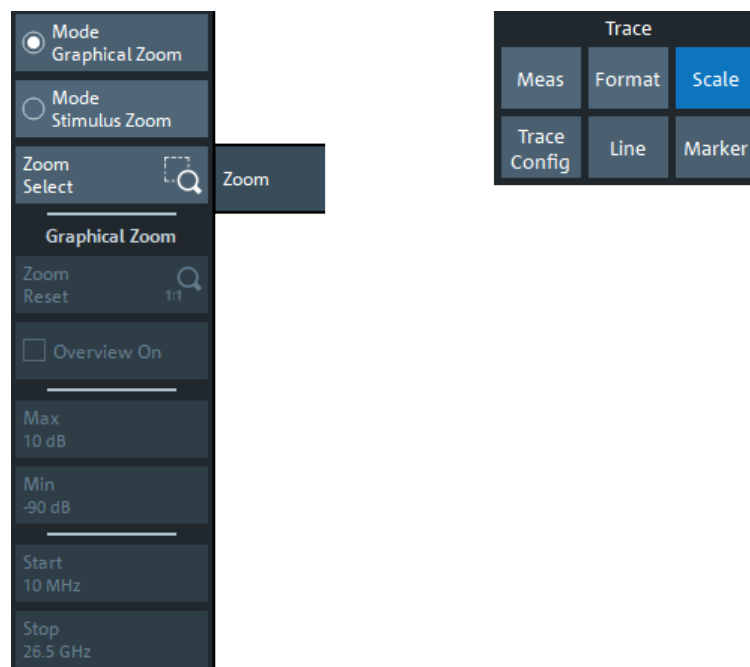 Mode
Graphical Zoom
Mode
Stimulus Zoom
Zoom
Select
Graphical Zoom
Zoom
Reset
1:1
Overview On
Max
10 dB
Min
-90 dB
Start
10 MHz
Stop
26.5 GHz
Zoom
Trace
Meas
Format
Scale
Trace
Config
Line
Marker